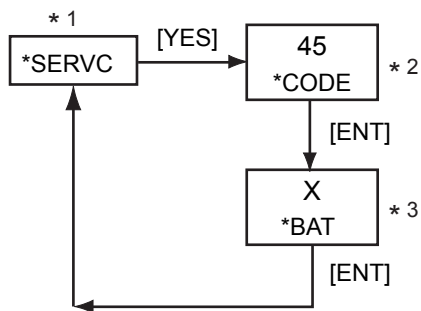 * 1
*SERVC
[YES]
45
*CODE
* 2
[ENT]
X
*BAT
* 3
[ENT]